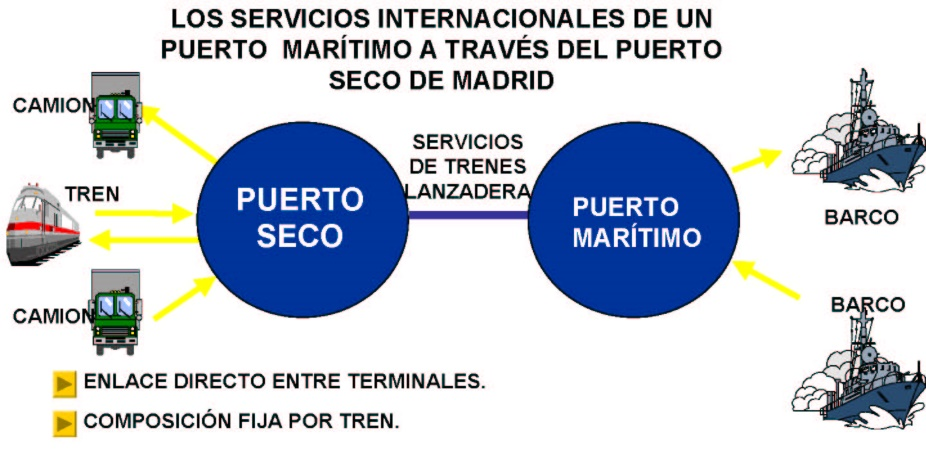 LOS SERVICIOS INTERNACIONALES DE UN
PUERTO MARÍTIMO A TRAVÉS DEL PUERTO
SECO DE MADRID
CAMION
TREN
CAMION
PUERTO
SECO
SERVICIOS
DE TRENES
LANZADERA
PUERTO
MARÍTIMO
BARCO
BARCO
ENLACE DIRECTO ENTRE TERMINALES.
COMPOSICIÓN FIJA POR TREN.